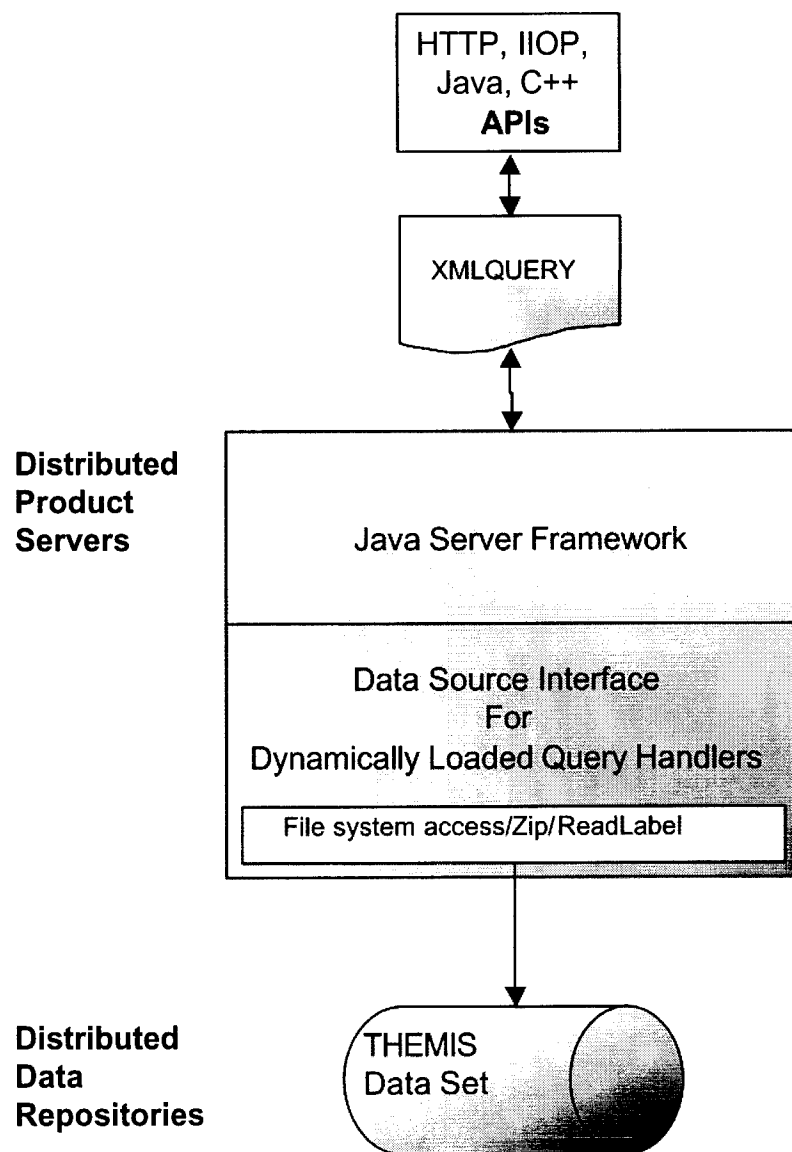 HTTP, IIOP,
Java, C++
APIs
XMLQUERY
Distributed
Product
Servers
Java Server Framework
Data Source Interface
For
Dynamically Loaded Query Handlers
File system access/Zip/ReadLabel
Distributed
Data
Repositories
THEMIS
Data Set